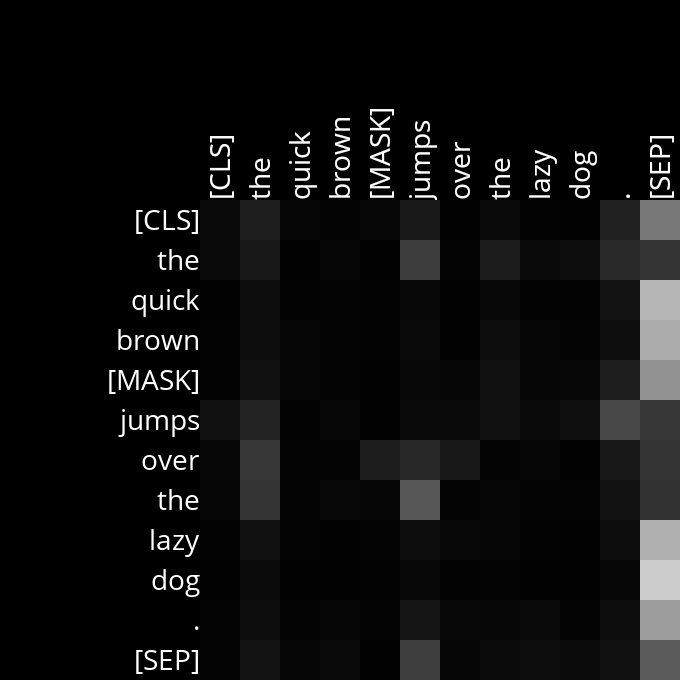 [CLS] the quick brown [MASK] jumps over the lazy dog . [SEP]
[CLS]
the
quick
brown
[MASK]
jumps
over
the
lazy
dog
.
[SEP]